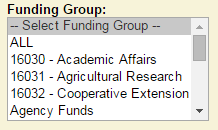 Funding Group:
-- Select Funding Group --
ALL
16030 - Academic Affairs
16031 - Agricultural Research
16032 - Cooperative Extension
Agency Funds